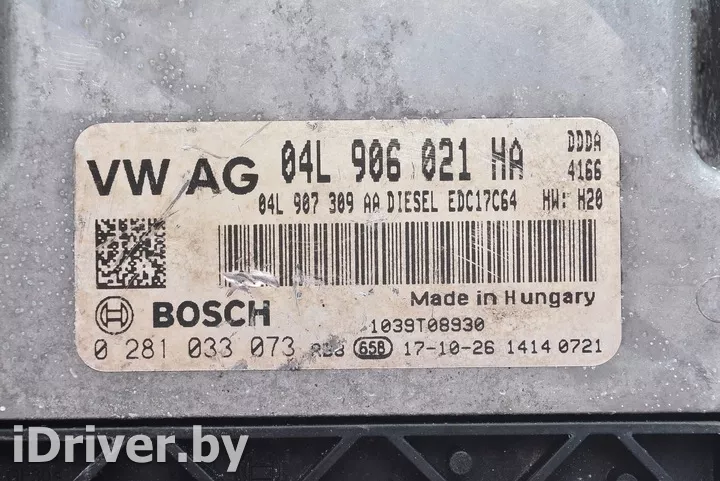 VW AG 04L 906 021 HA DDDA
4166
04L 907 309 AA DIESEL EDC17C64 HW: H20
Made in Hungary
BOSCH 1039T08930
0 281 033 073 65B 17-10-26 1414 0721
iDriver.by